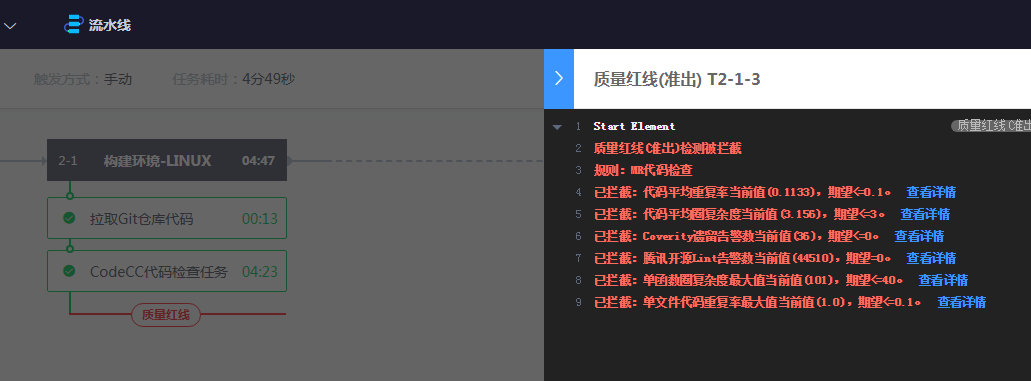 流水线
触发方式：手动 任务耗时：4分49秒
2-1 构建环境-LINUX 04:47
拉取Git仓库代码 00:13
CodeCC代码检查任务 04:23
质量红线
质量红线(准出) T2-1-3
1 Start Element 质量红线(准出
2 质量红线(准出)检测被拦截
3 规则：MR代码检查
4 已拦截：代码平均重复率当前值(0.1133)，期望<=0.1。 查看详情
5 已拦截：代码平均圈复杂度当前值(3.156)，期望<=3。 查看详情
6 已拦截：Coverity遗留告警数当前值(36)，期望<=0。 查看详情
7 已拦截：腾讯开源Lint告警数当前值(44510)，期望=0。 查看详情
8 已拦截：单函数圈复杂度最大值当前值(101)，期望<=40。 查看详情
9 已拦截：单文件代码重复率最大值当前值(1.0)，期望<=0.1。 查看详情